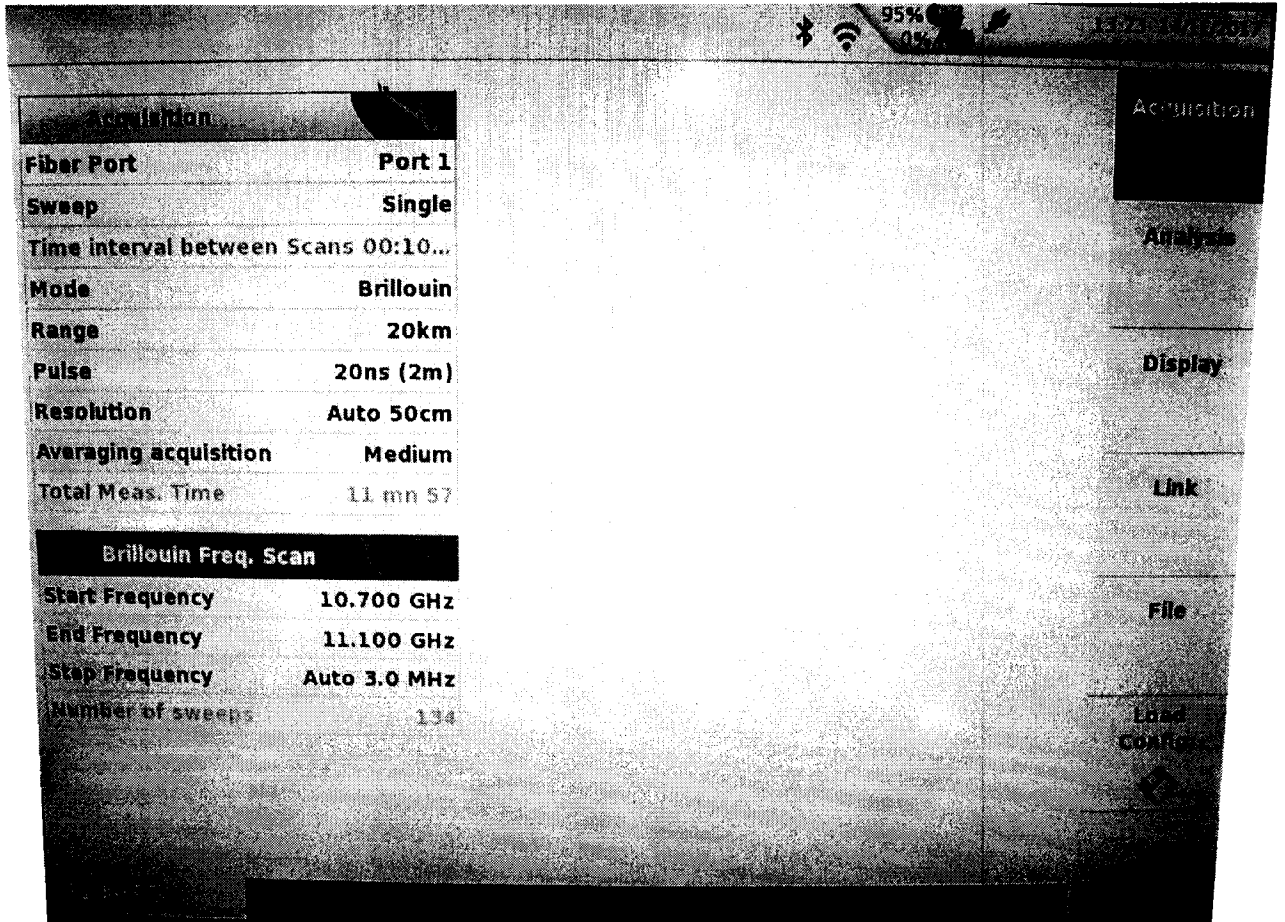 95%
0%
Acquisition
Fiber Port Port 1
Sweep Single
Time interval between Scans 00:10...
Mode Brillouin
Range 20km
Pulse 20ns (2m)
Resolution Auto 50cm
Averaging acquisition Medium
Total Meas. Time 11 mn 57
Brillouin Freq. Scan
Start Frequency 10.700 GHz
End Frequency 11.100 GHz
Step Frequency Auto 3.0 MHz
Number of sweeps 134
Acquisition
Analysis
Display
Link
File
Load